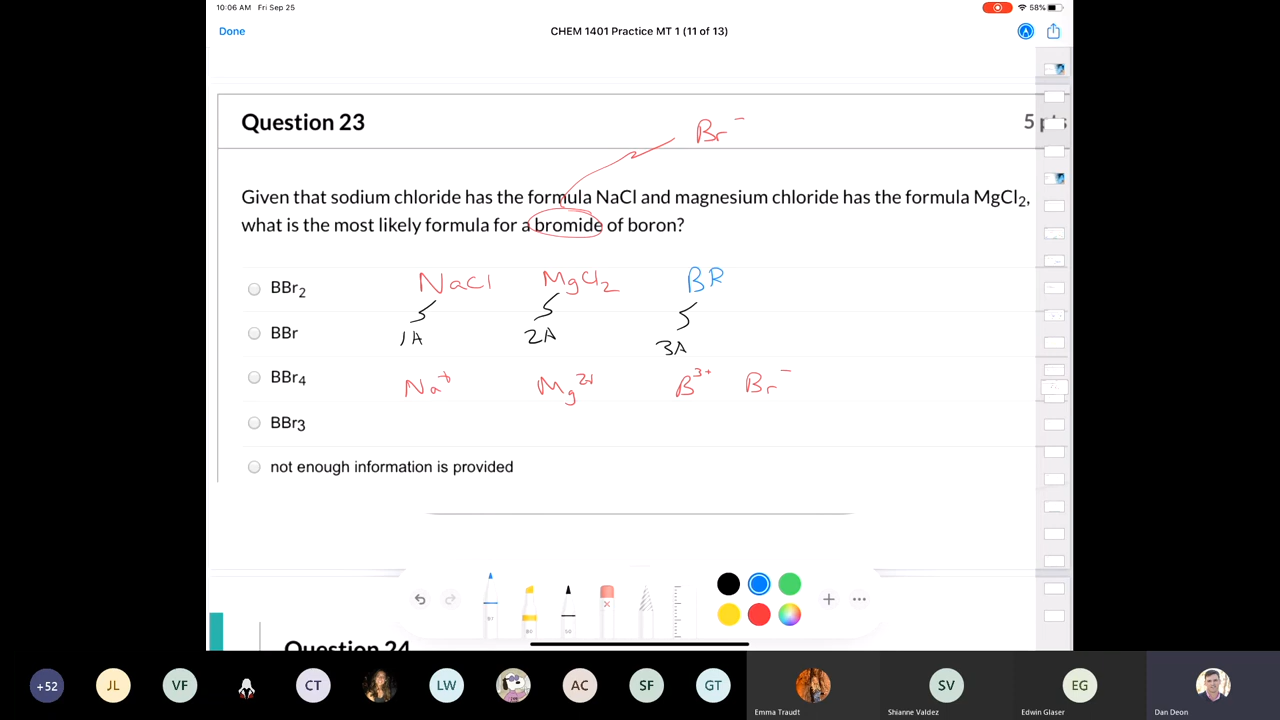 10:06 AM Fri Sep 25
58%
Done
CHEM 1401 Practice MT 1 (11 of 13)
Question 23
5 pts
Br⁻
Given that sodium chloride has the formula NaCl and magnesium chloride has the formula MgCl₂,
what is the most likely formula for a bromide of boron?
BBr₂
NaCl MgCl₂ BR
BBr
1A 2A 3A
BBr₄
Na⁺ Mg²⁺ B³⁺ Br⁻
BBr₃
not enough information is provided
Question 24
+52
JL
VF
CT
LW
AC
SF
GT
SV
EG
Emma Traudt
Shianne Valdez
Edwin Glaser
Dan Deon